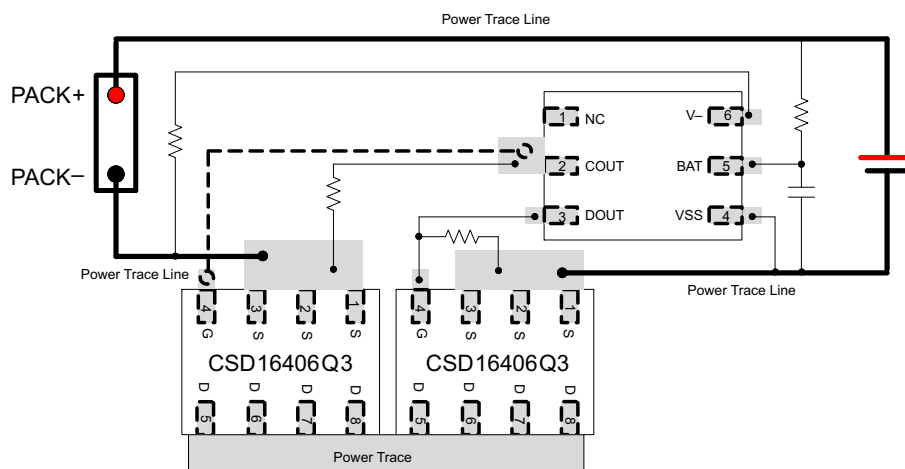 Power Trace Line
PACK+
PACK–
1 NC
V– 6
2 COUT
BAT 5
3 DOUT
VSS 4
Power Trace Line
Power Trace Line
4 3 2 1
G S S S
4 3 2 1
G S S S
CSD16406Q3
CSD16406Q3
D D D D
5 6 7 8
D D D D
5 6 7 8
Power Trace